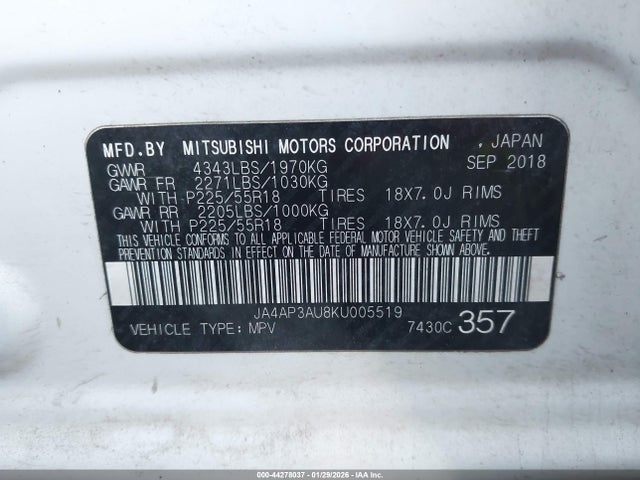 MFD.BY MITSUBISHI MOTORS CORPORATION , JAPAN
GVWR 4343LBS/1970KG SEP 2018
GAWR FR 2271LBS/1030KG
WITH P225/55R18 TIRES 18X7.0J RIMS
GAWR RR 2205LBS/1000KG
WITH P225/55R18 TIRES 18X7.0J RIMS
THIS VEHICLE CONFORMS TO ALL APPLICABLE FEDERAL MOTOR VEHICLE SAFETY AND THEFT
PREVENTION STANDARDS IN EFFECT ON THE DATE OF MANUFACTURE SHOWN ABOVE.
JA4AP3AU8KU005519
VEHICLE TYPE: MPV 7430C 357
000-44278037 - 01/29/2026 - IAAI.COM